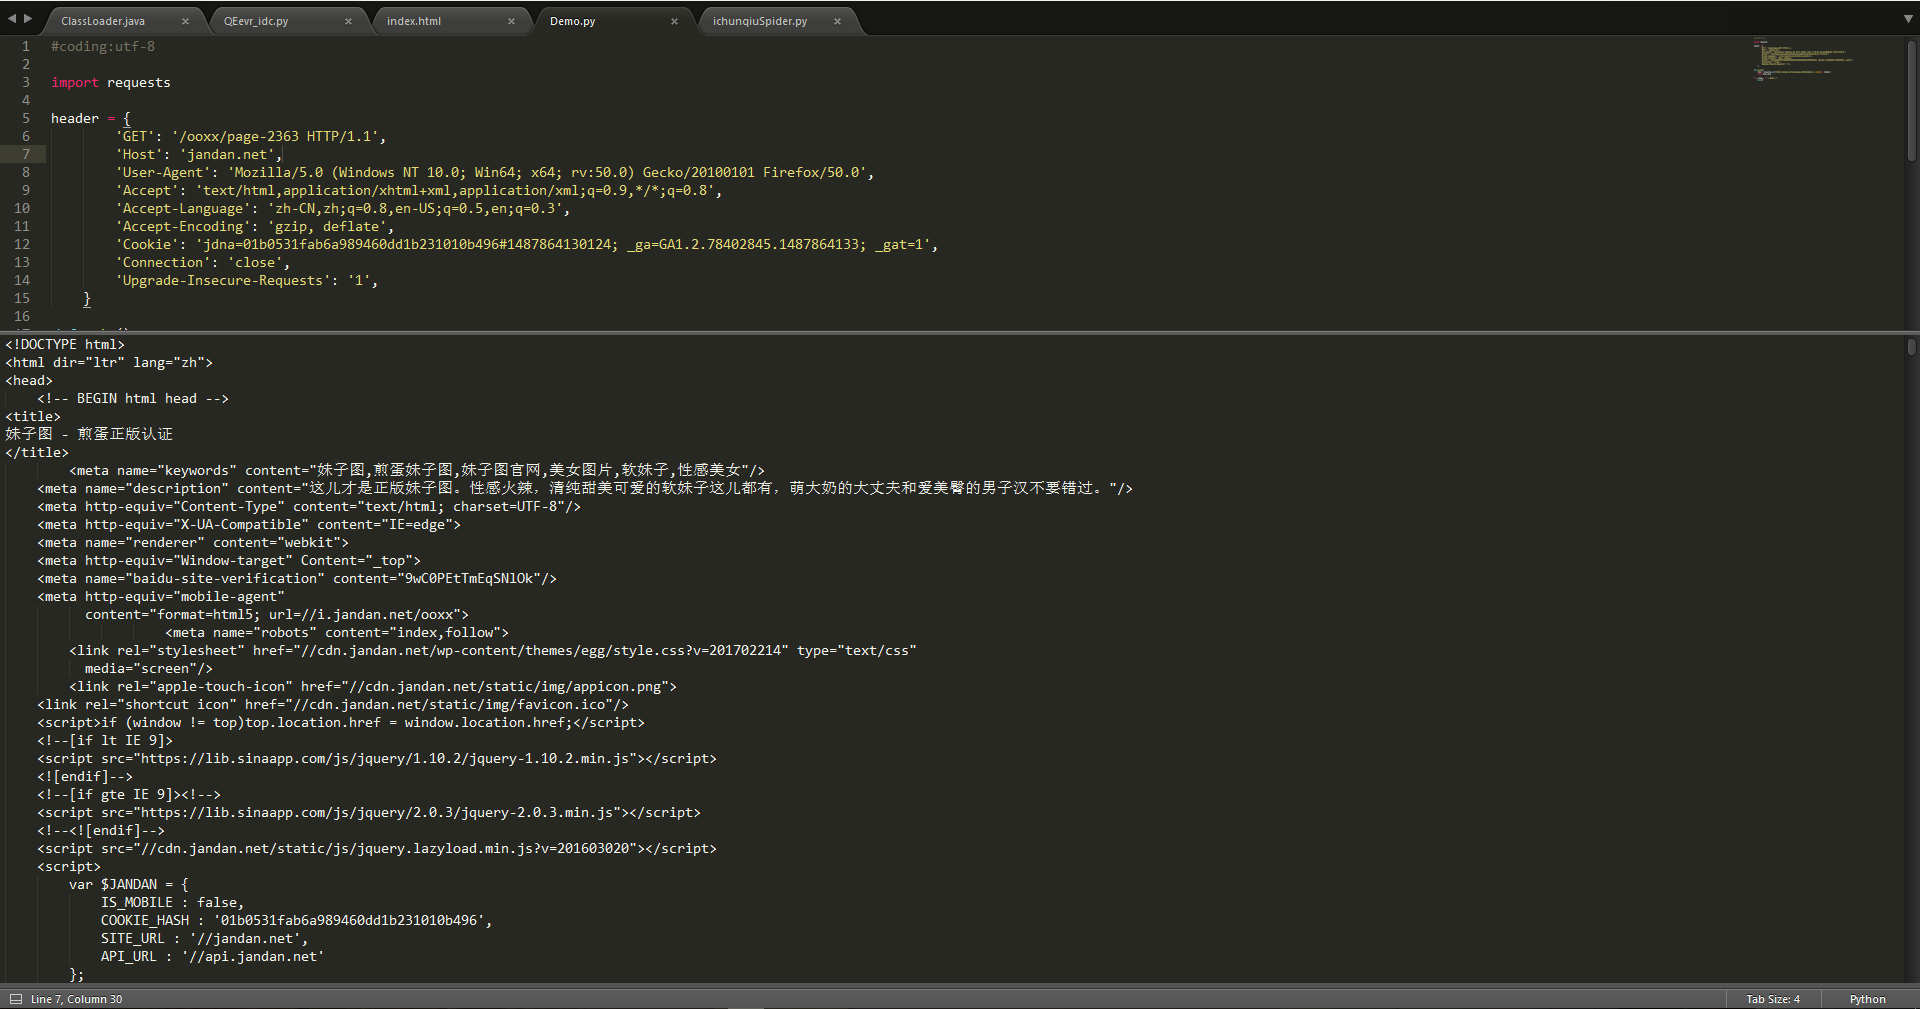 ClassLoader.java × QEevr_idc.py × index.html × Demo.py × ichunqiuSpider.py ×
1 #coding:utf-8
2
3 import requests
4
5 header = {
6 'GET': '/ooxx/page-2363 HTTP/1.1',
7 'Host': 'jandan.net',
8 'User-Agent': 'Mozilla/5.0 (Windows NT 10.0; Win64; x64; rv:50.0) Gecko/20100101 Firefox/50.0',
9 'Accept': 'text/html,application/xhtml+xml,application/xml;q=0.9,*/*;q=0.8',
10 'Accept-Language': 'zh-CN,zh;q=0.8,en-US;q=0.5,en;q=0.3',
11 'Accept-Encoding': 'gzip, deflate',
12 'Cookie': 'jdna=01b0531fab6a989460dd1b231010b496#1487864130124; _ga=GA1.2.78402845.1487864133; _gat=1',
13 'Connection': 'close',
14 'Upgrade-Insecure-Requests': '1',
15 }
16
<!DOCTYPE html>
<html dir="ltr" lang="zh">
<head>
<!-- BEGIN html head -->
<title>
妹子图 - 煎蛋正版认证
</title>
<meta name="keywords" content="妹子图,煎蛋妹子图,妹子图官网,美女图片,软妹子,性感美女"/>
<meta name="description" content="这儿才是正版妹子图。性感火辣，清纯甜美可爱的软妹子这儿都有，萌大奶的大丈夫和爱美臀的男子汉不要错过。"/>
<meta http-equiv="Content-Type" content="text/html; charset=UTF-8"/>
<meta http-equiv="X-UA-Compatible" content="IE=edge">
<meta name="renderer" content="webkit">
<meta http-equiv="Window-target" Content="_top">
<meta name="baidu-site-verification" content="9wC0PEtTmEqSNlOk"/>
<meta http-equiv="mobile-agent"
content="format=html5; url=//i.jandan.net/ooxx">
<meta name="robots" content="index,follow">
<link rel="stylesheet" href="//cdn.jandan.net/wp-content/themes/egg/style.css?v=201702214" type="text/css"
media="screen"/>
<link rel="apple-touch-icon" href="//cdn.jandan.net/static/img/appicon.png">
<link rel="shortcut icon" href="//cdn.jandan.net/static/img/favicon.ico"/>
<script>if (window != top)top.location.href = window.location.href;</script>
<!--[if lt IE 9]>
<script src="https://lib.sinaapp.com/js/jquery/1.10.2/jquery-1.10.2.min.js"></script>
<![endif]-->
<!--[if gte IE 9]><!-->
<script src="https://lib.sinaapp.com/js/jquery/2.0.3/jquery-2.0.3.min.js"></script>
<!--<![endif]-->
<script src="//cdn.jandan.net/static/js/jquery.lazyload.min.js?v=201603020"></script>
<script>
var $JANDAN = {
IS_MOBILE : false,
COOKIE_HASH : '01b0531fab6a989460dd1b231010b496',
SITE_URL : '//jandan.net',
API_URL : '//api.jandan.net'
};
Line 7, Column 30 Tab Size: 4 Python